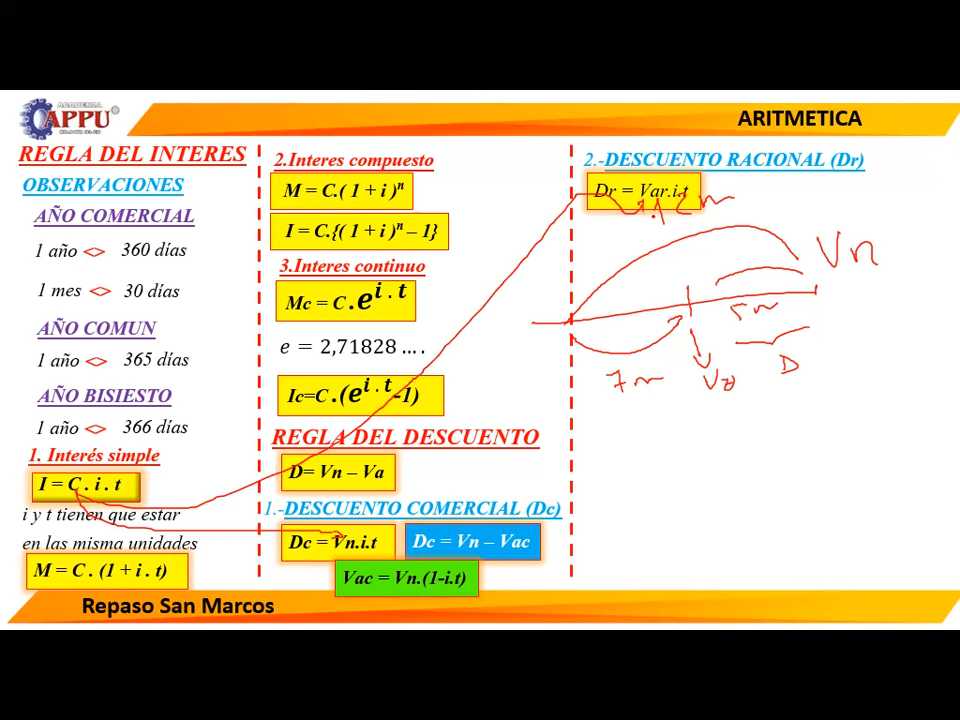 ACADEMIA
APPU
ARITMETICA
REGLA DEL INTERES
OBSERVACIONES
AÑO COMERCIAL
1 año <> 360 días
1 mes <> 30 días
AÑO COMUN
1 año <> 365 días
AÑO BISIESTO
1 año <> 366 días
1. Interés simple
I = C . i . t
i y t tienen que estar
en las misma unidades
M = C . (1 + i . t)
2.Interes compuesto
M = C.( 1 + i )ⁿ
I = C.{( 1 + i )ⁿ – 1}
3.Interes continuo
Mc = C .e^{i . t}
e = 2,71828 ... .
Ic=C .(e^{i . t}-1)
REGLA DEL DESCUENTO
D= Vn – Va
1.-DESCUENTO COMERCIAL (Dc)
Dc = Vn.i.t
Dc = Vn – Vac
Vac = Vn.(1-i.t)
2.-DESCUENTO RACIONAL (Dr)
Dr = Var.i.t
12 m
Vn
5m
D
7m
Va
Repaso San Marcos